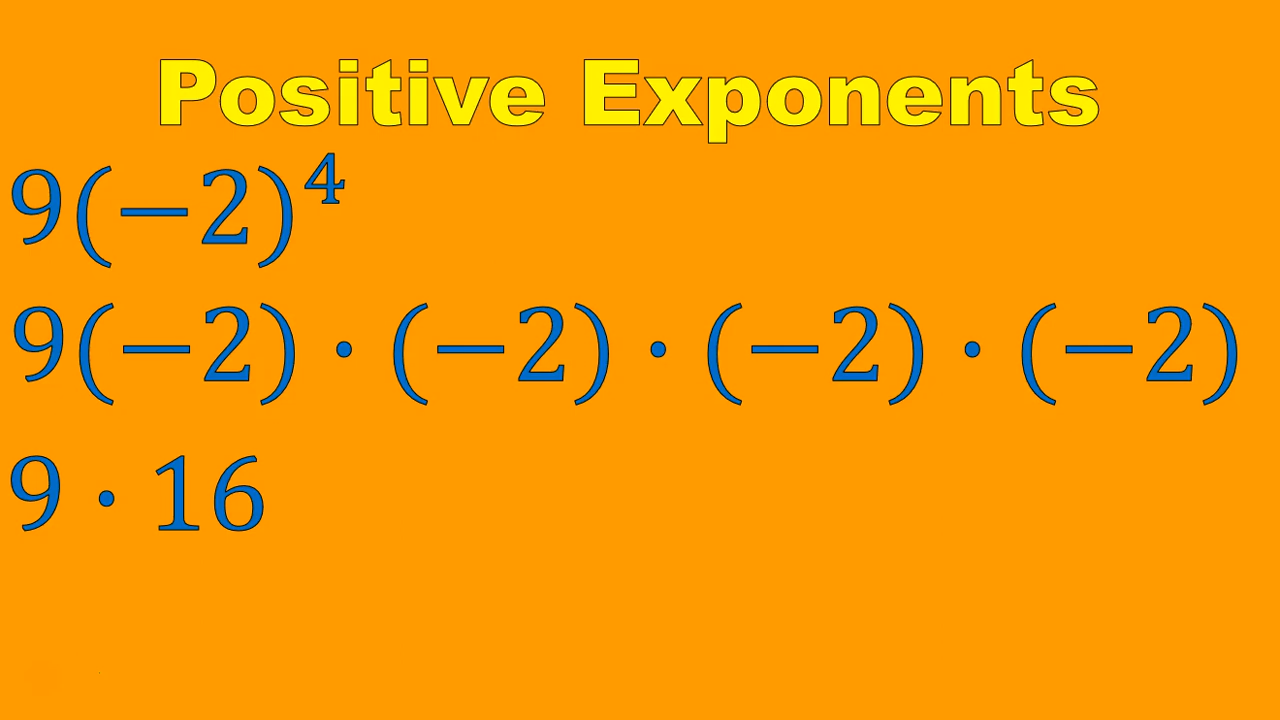 Positive Exponents
9(−2)⁴
9(−2) · (−2) · (−2) · (−2)
9 · 16